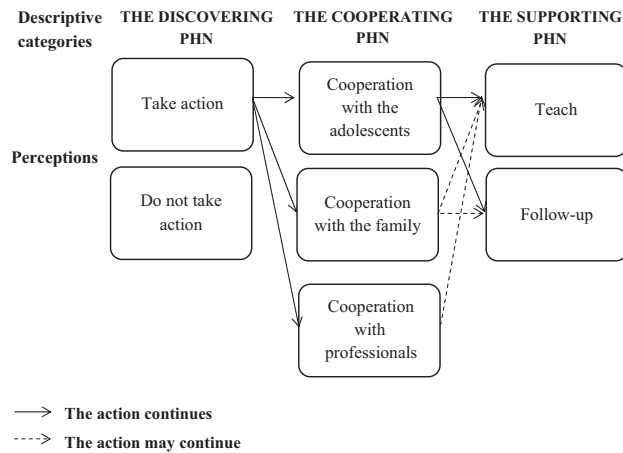 Descriptive
categories
THE DISCOVERING
PHN
THE COOPERATING
PHN
THE SUPPORTING
PHN
Perceptions
Take action
Do not take
action
Cooperation
with the
adolescents
Cooperation
with the family
Cooperation
with
professionals
Teach
Follow-up
The action continues
The action may continue